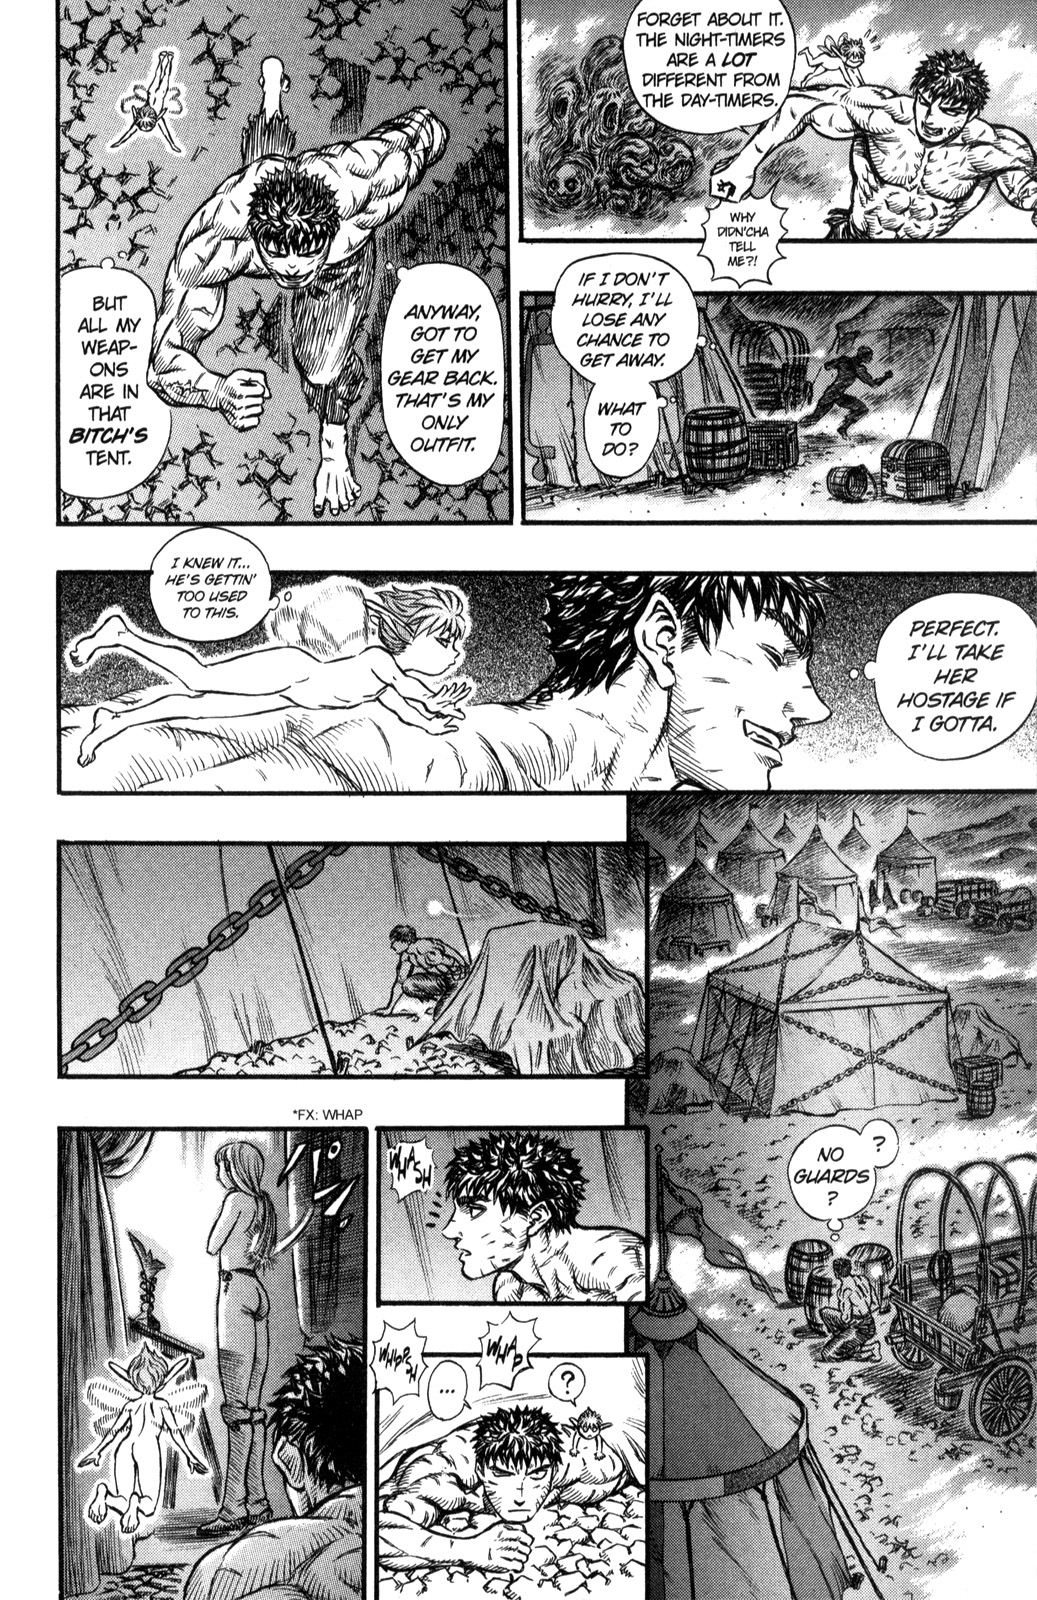 FORGET ABOUT IT.
THE NIGHT-TIMERS
ARE A LOT
DIFFERENT FROM
THE DAY-TIMERS.
WHY
DIDN'CHA
TELL
ME?!
IF I DON'T
HURRY, I'LL
LOSE ANY
CHANCE TO
GET AWAY.
WHAT
TO
DO?
ANYWAY,
GOT TO
GET MY
GEAR BACK.
THAT'S MY
ONLY
OUTFIT.
BUT
ALL MY
WEAP-
ONS
ARE IN
THAT
BITCH'S
TENT.
PERFECT.
I'LL TAKE
HER
HOSTAGE IF
I GOTTA.
I KNEW IT...
HE'S GETTIN'
TOO USED
TO THIS.
?
NO
GUARDS
?
WHASH
?
WHAP
...
WHPPSH
*FX: WHAP